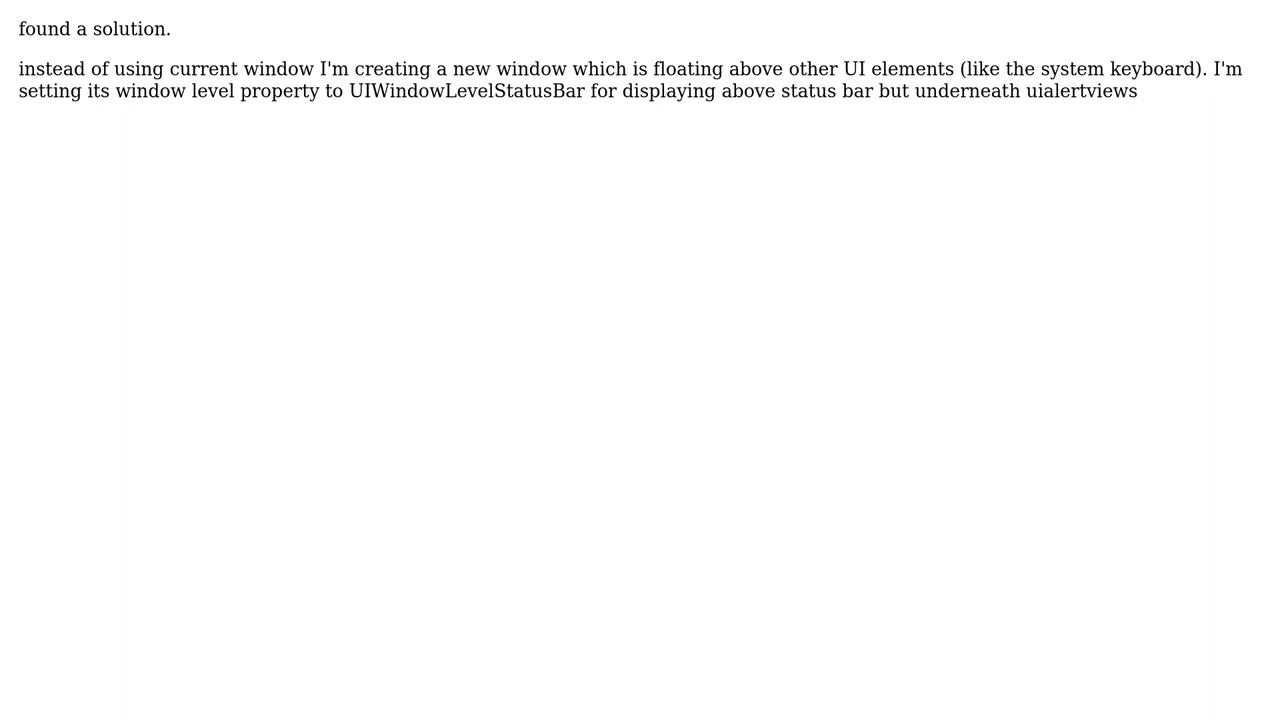 found a solution.
instead of using current window I'm creating a new window which is floating above other UI elements (like the system keyboard). I'm
setting its window level property to UIWindowLevelStatusBar for displaying above status bar but underneath uialertviews